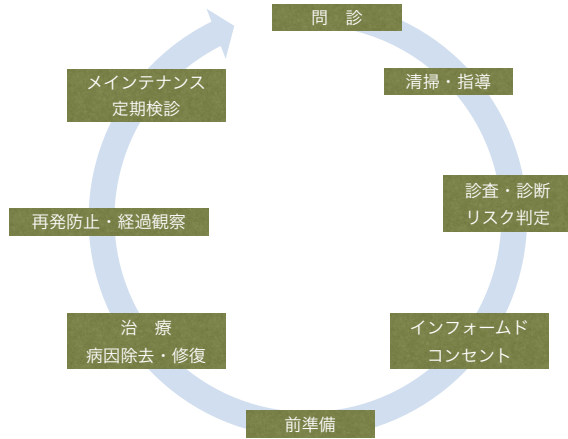 問　診
清掃・指導
診査・診断
リスク判定
インフォームド
コンセント
前準備
治　療
病因除去・修復
再発防止・経過観察
メインテナンス
定期検診